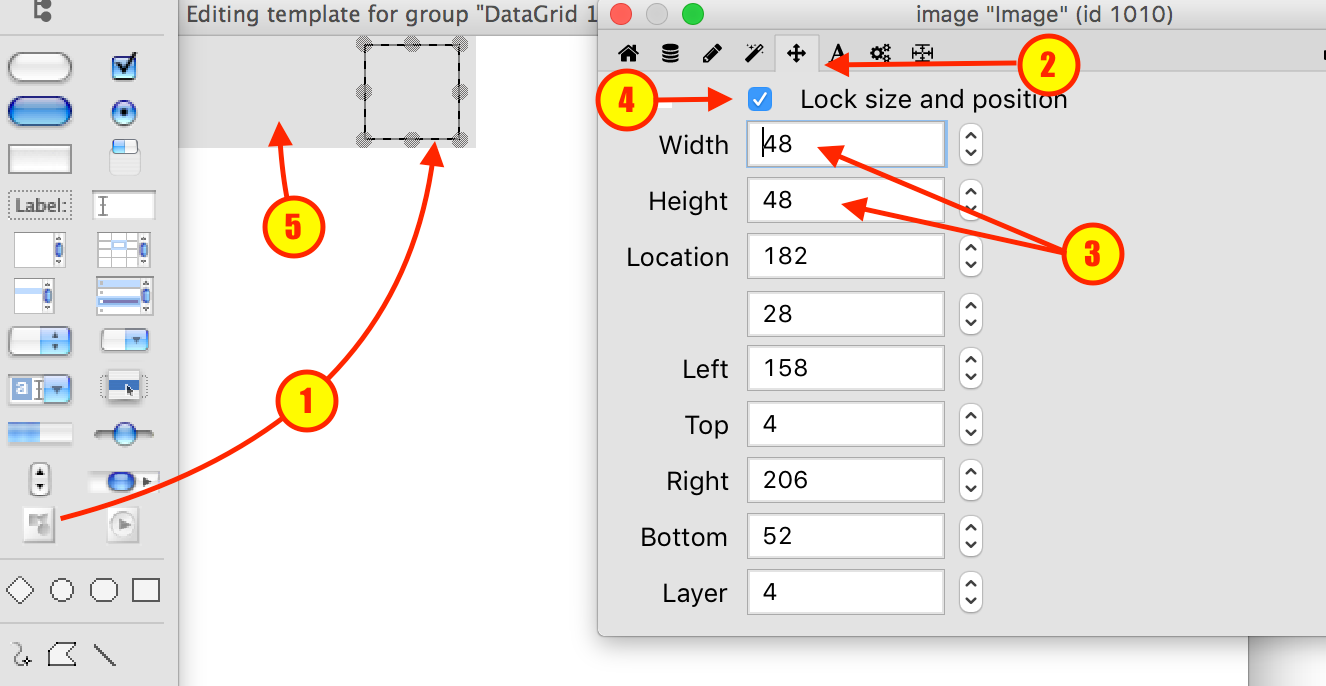 Editing template for group "DataGrid 1
image "Image" (id 1010)
A
2
4
Lock size and position
Width 48
Height 48
3
Location 182
28
Left 158
Top 4
Right 206
Bottom 52
Layer 4
5
1
Label:
a